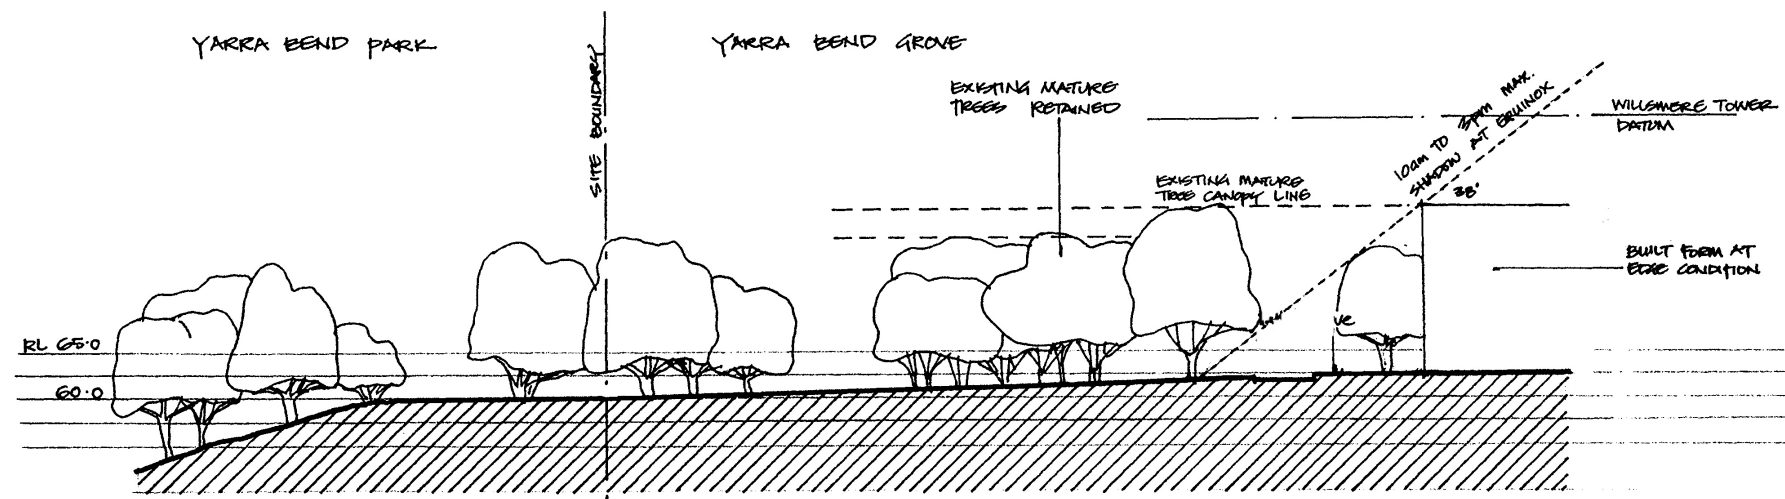 YARRA BEND PARK
SITE BOUNDARY
YARRA BEND GROVE
EXISTING MATURE
TREES RETAINED
10am TO 3pm MAX.
SHADOW AT EQUINOX
WILLSMERE TOWER
DATUM
EXISTING MATURE
TREE CANOPY LINE
38°
BUILT FORM AT
EDGE CONDITION
RL 65.0
60.0